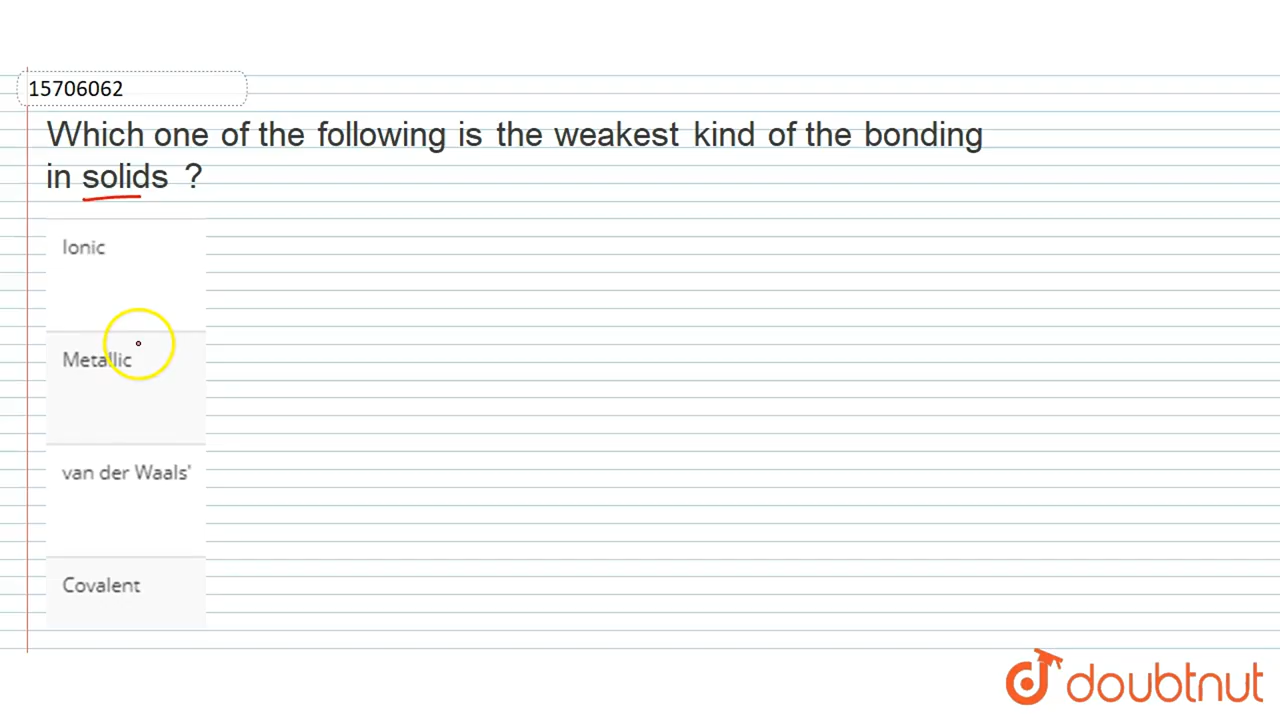 15706062
Which one of the following is the weakest kind of the bonding
in solids ?
Ionic
Metallic
van der Waals'
Covalent
doubtnut